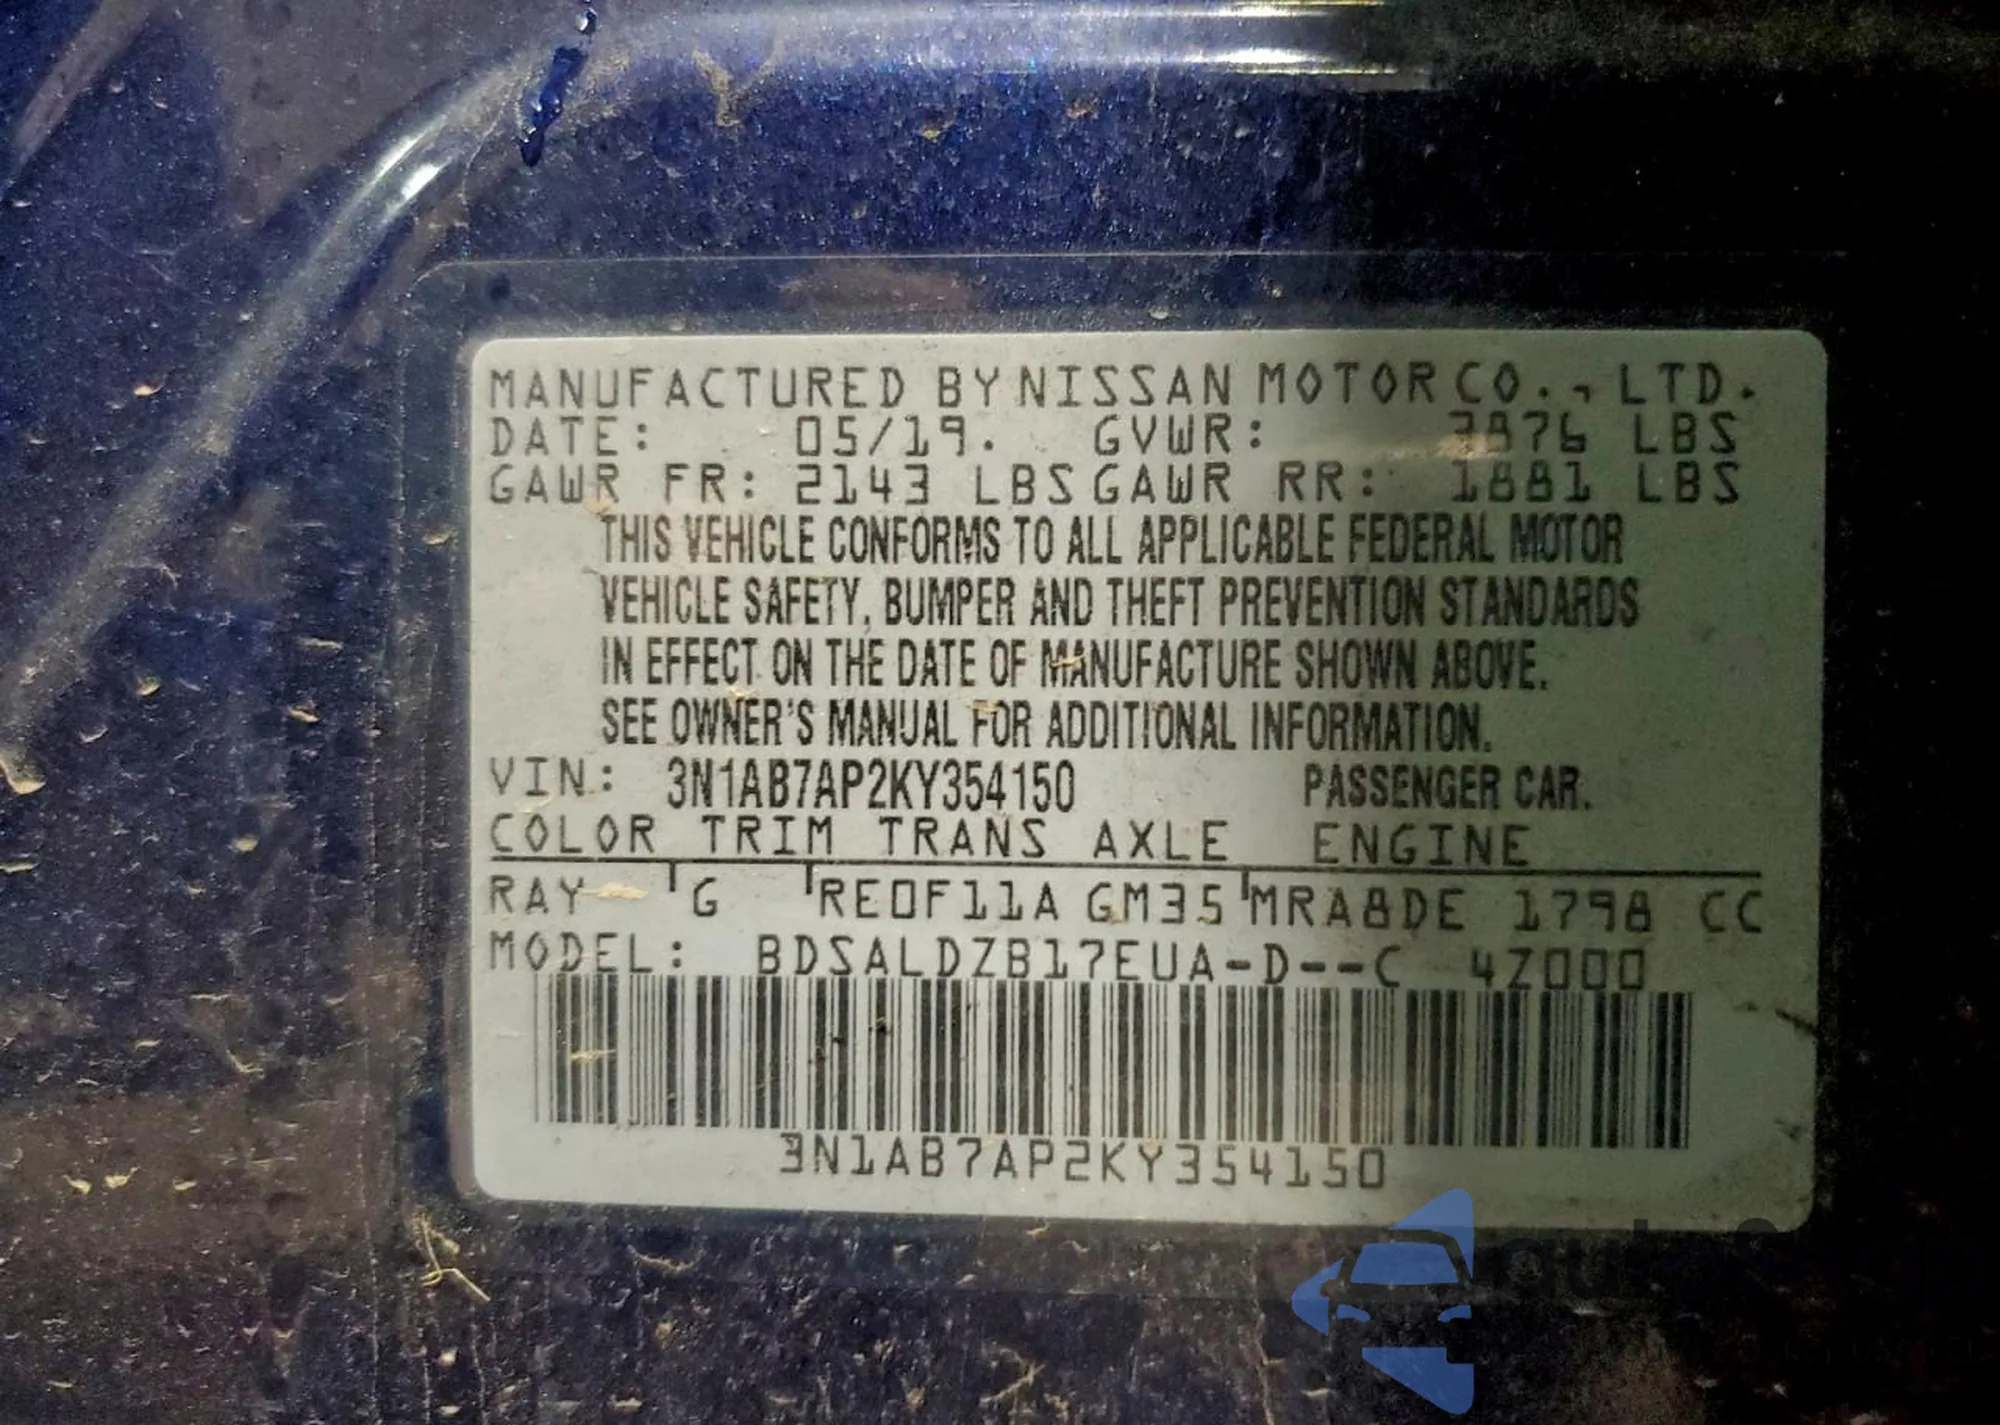 MANUFACTURED BY NISSAN MOTOR CO., LTD.
DATE: 05/19. GVWR: 3876 LBS
GAWR FR: 2143 LBS GAWR RR: 1881 LBS
THIS VEHICLE CONFORMS TO ALL APPLICABLE FEDERAL MOTOR
VEHICLE SAFETY, BUMPER AND THEFT PREVENTION STANDARDS
IN EFFECT ON THE DATE OF MANUFACTURE SHOWN ABOVE.
SEE OWNER'S MANUAL FOR ADDITIONAL INFORMATION.
VIN: 3N1AB7AP2KY354150 PASSENGER CAR.
COLOR TRIM TRANS AXLE ENGINE
RAY G RE0F11A GM35 MRA8DE 1798 CC
MODEL: BDSALDZB17EUA-D--C 4Z000
3N1AB7AP2KY354150